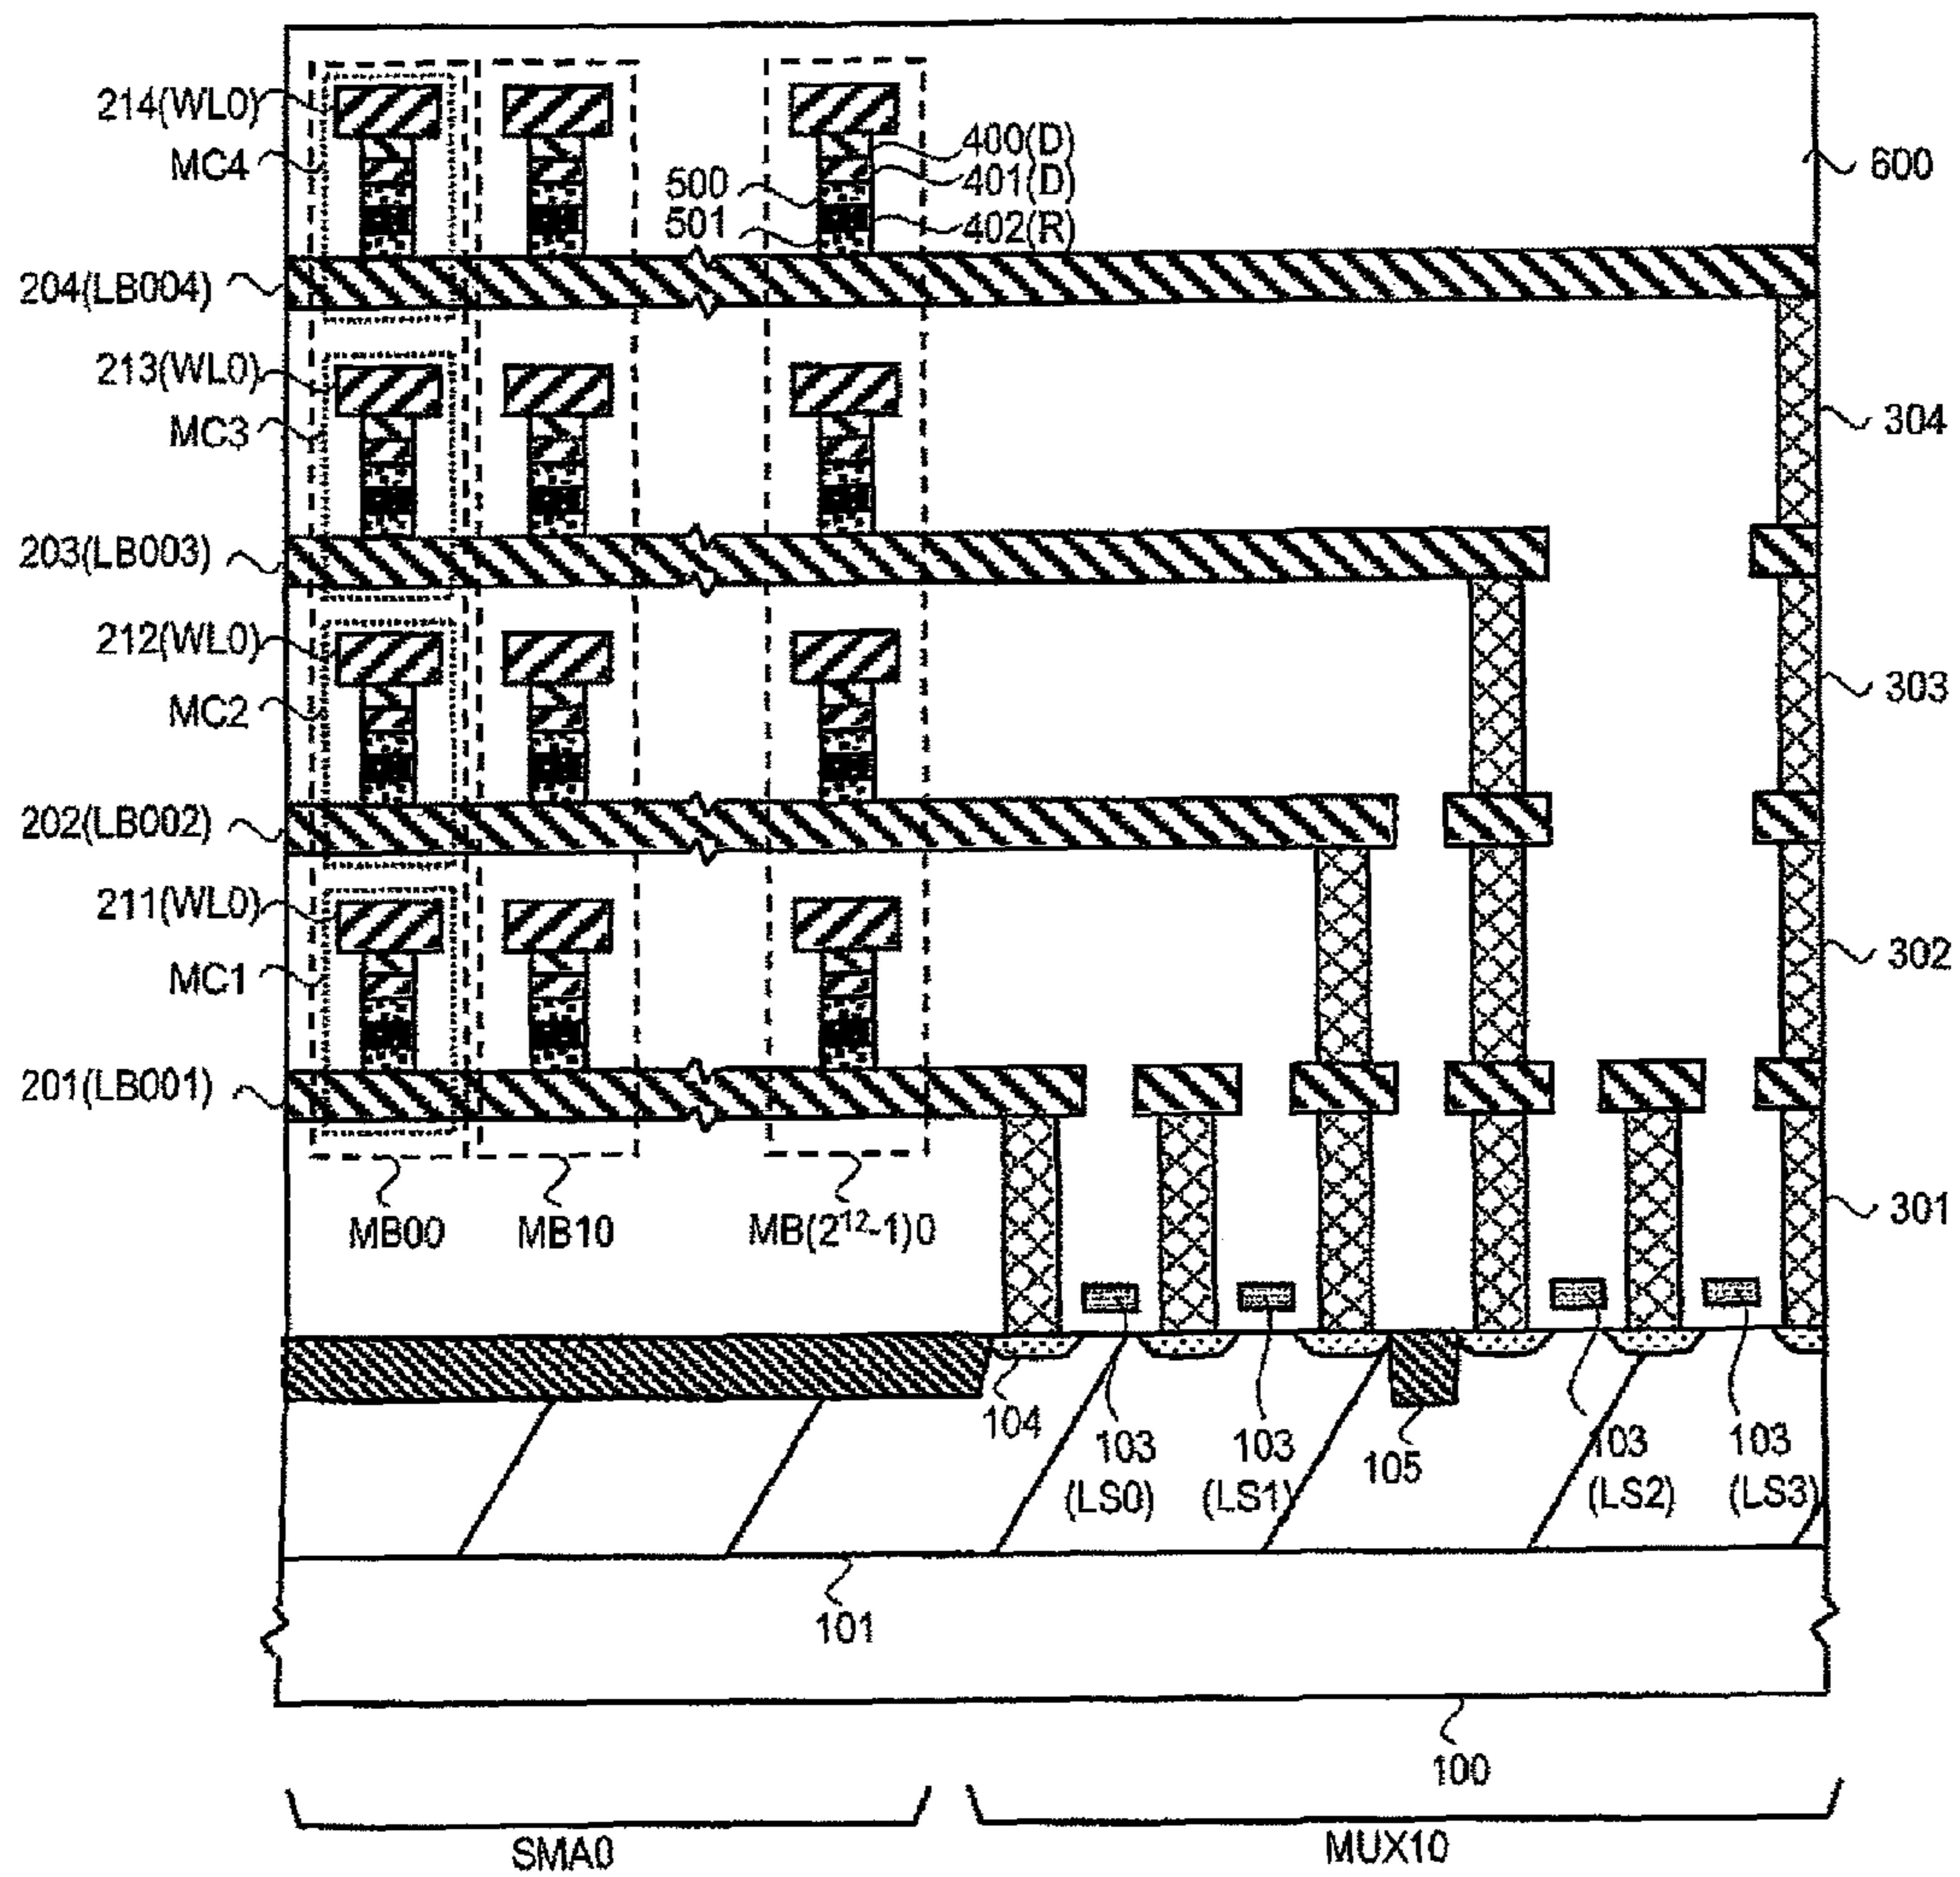 214(WL0)
MC4
400(D)
500
401(D)
501
402(R)
600
204(LB004)
213(WL0)
MC3
304
203(LB003)
212(WL0)
MC2
303
202(LB002)
211(WL0)
MC1
302
201(LB001)
MB00
MB10
MB(2¹²-1)0
301
104
103
(LS0)
103
(LS1)
105
103
(LS2)
103
(LS3)
101
100
SMA0
MUX10